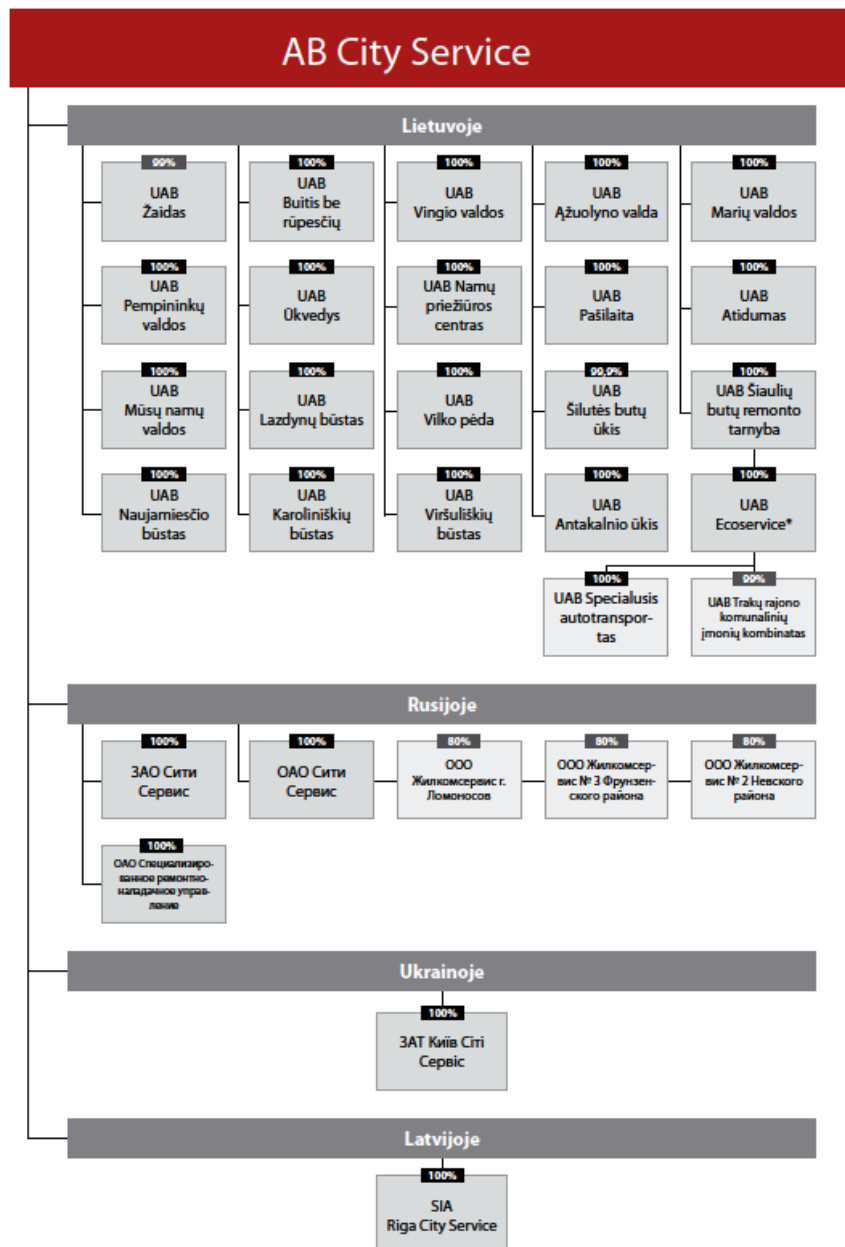 AB City Service
Lietuvoje
99%
UAB
Žaidas
100%
UAB
Buitis be
rūpesčių
100%
UAB
Vingio valdos
100%
UAB
Ąžuolyno valda
100%
UAB
Marių valdos
100%
UAB
Pempininkų
valdos
100%
UAB
Ūkvedys
100%
UAB Namų
priežiūros
centras
100%
UAB
Pašilaita
100%
UAB
Atidumas
100%
UAB
Mūsų namų
valdos
100%
UAB
Lazdynų būstas
100%
UAB
Vilko pėda
99,9%
UAB
Šilutės butų
ūkis
100%
UAB Šiaulių
butų remonto
tarnyba
100%
UAB
Naujamiesčio
būstas
100%
UAB
Karoliniškių
būstas
100%
UAB
Viršuliškių
būstas
100%
UAB
Antakalnio ūkis
100%
UAB
Ecoservice*
100%
UAB Specialusis
autotranspor-
tas
99%
UAB Trakų rajono
komunalinių
įmonių kombinatas
Rusijoje
100%
ЗАО Сити
Сервис
100%
ОАО Сити
Сервис
80%
ООО
Жилкомсервис г.
Ломоносов
80%
ООО Жилкомсер-
вис № 3 Фрунзен-
ского района
80%
ООО Жилкомсер-
вис № 2 Невского
района
100%
ОАО Специализиро-
ванное ремонтно-
наладачное управ-
ление
Ukrainoje
100%
ЗАТ Київ Сіті
Сервіс
Latvijoje
100%
SIA
Riga City Service